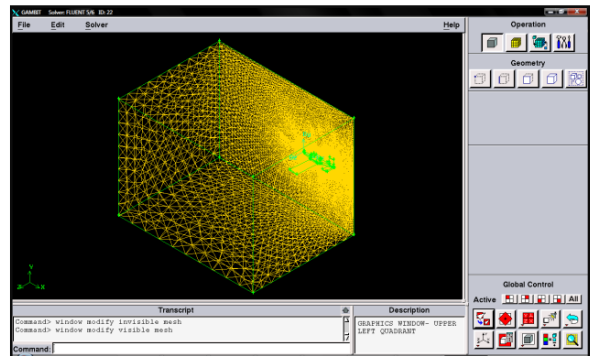 GAMBIT Solver: FLUENT 5/6 ID: 22
File Edit Solver Help
Operation
Geometry
Y
Z X
Global Control
Active All
Transcript
Description
Command> window modify invisible mesh
Command> window modify visible mesh
GRAPHICS WINDOW- UPPER
LEFT QUADRANT
Command: